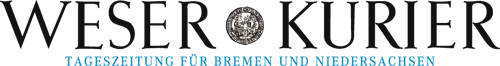 WESER KURIER
TAGESZEITUNG FÜR BREMEN UND NIEDERSACHSEN